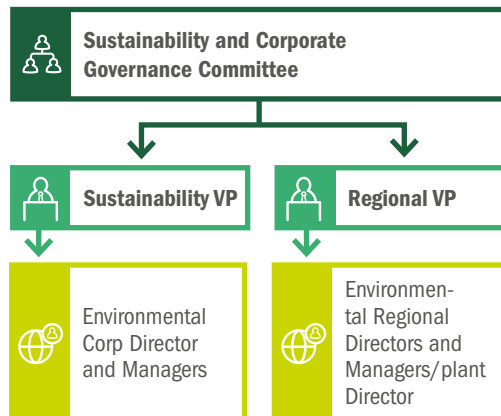 Sustainability and Corporate
Governance Committee
Sustainability VP
Regional VP
Environmental
Corp Director
and Managers
Environmen-
tal Regional
Directors and
Managers/plant
Director